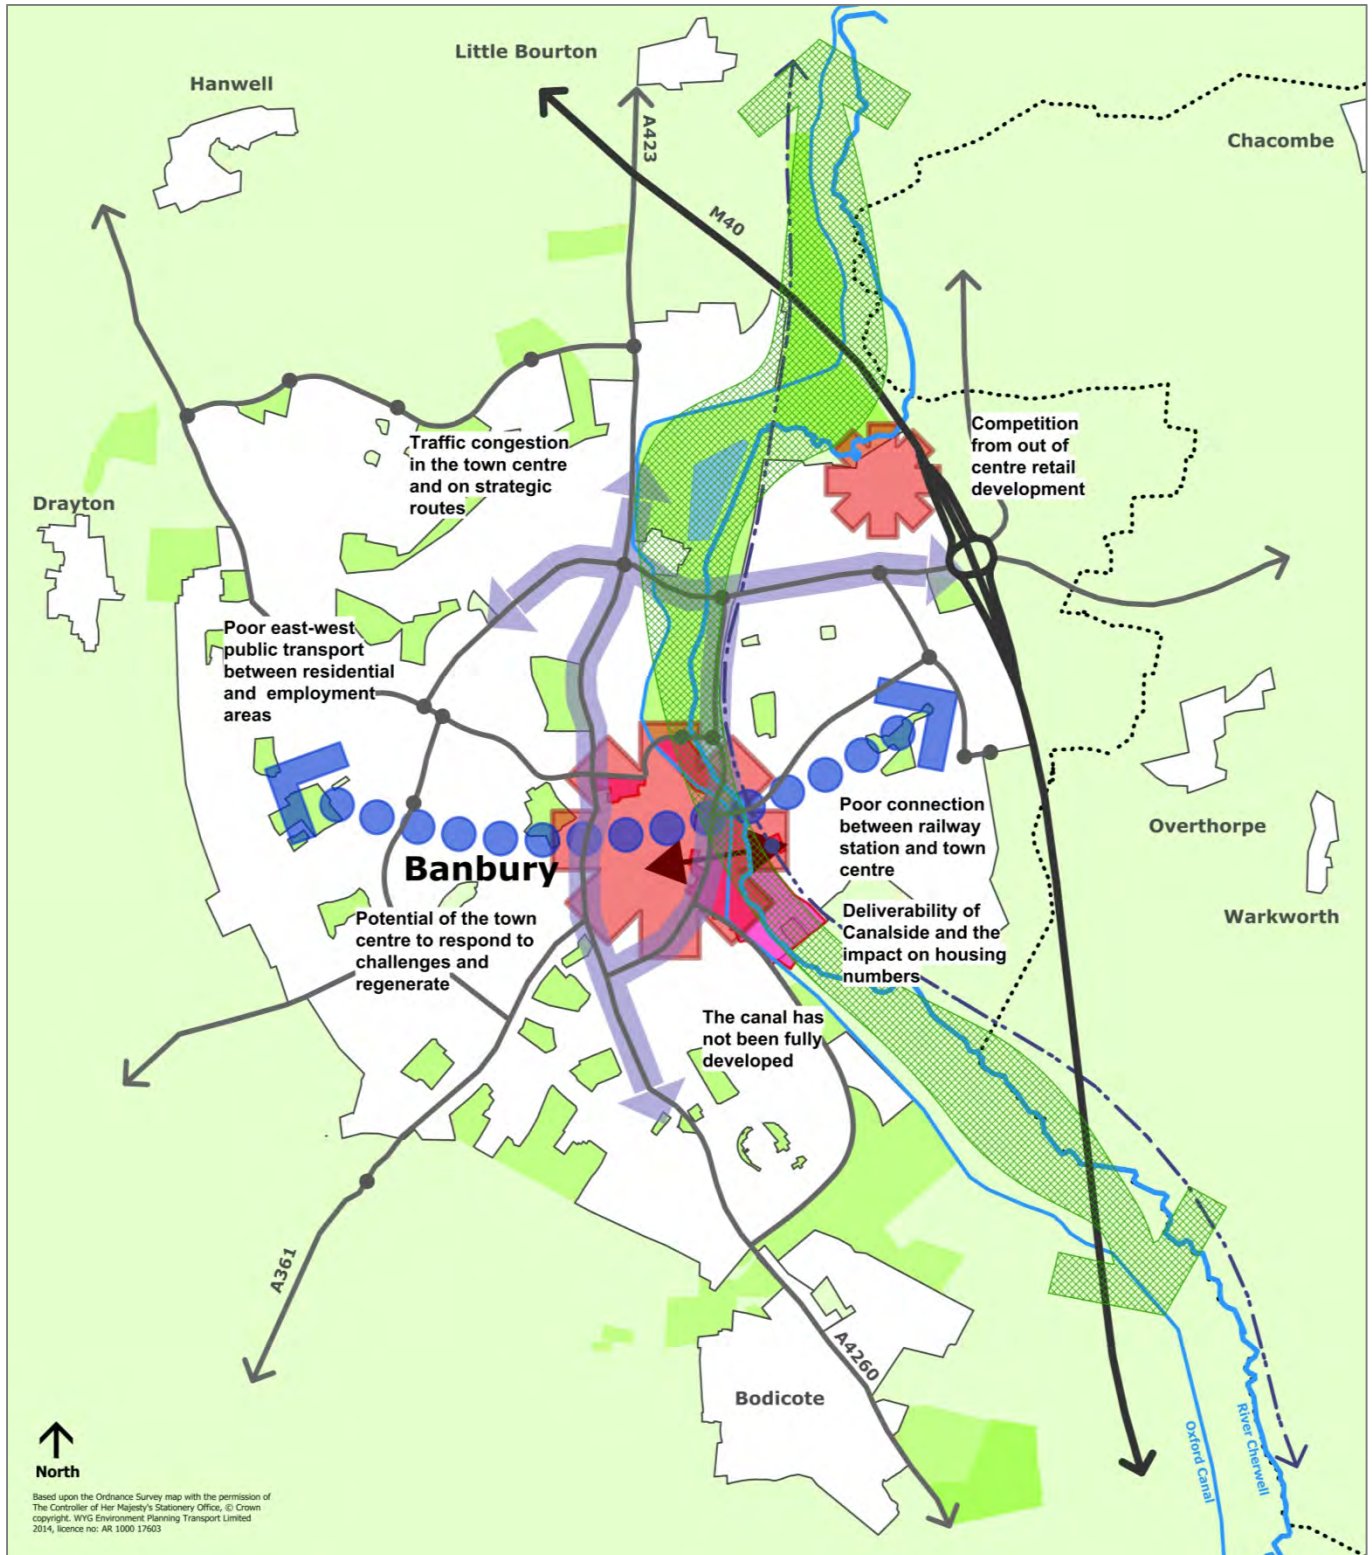 Little Bourton
Hanwell
A423
Chacombe
M40
Competition
from out of
centre retail
development
Traffic congestion
in the town centre
and on strategic
routes
Drayton
Poor east-west
public transport
between residential
and employment
areas
Poor connection
between railway
station and town
centre
Overthorpe
Banbury
Warkworth
Potential of the town
centre to respond to
challenges and
regenerate
Deliverability of
Canalside and the
impact on housing
numbers
The canal has
not been fully
developed
A361
A4260
Bodicote
Oxford Canal
River Cherwell
North
Based upon the Ordnance Survey map with the permission of
The Controller of Her Majesty's Stationery Office, © Crown
copyright. WYG Environment Planning Transport Limited
2014, licence no: AR 1000 17603